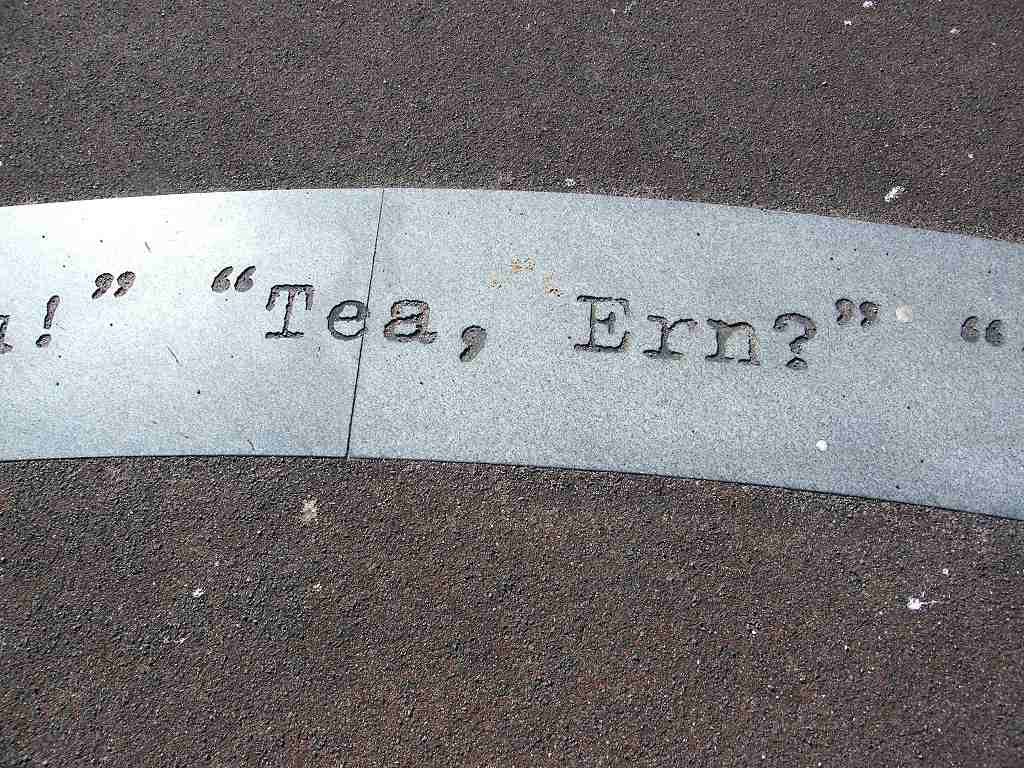 !” “Tea, Ern?” “